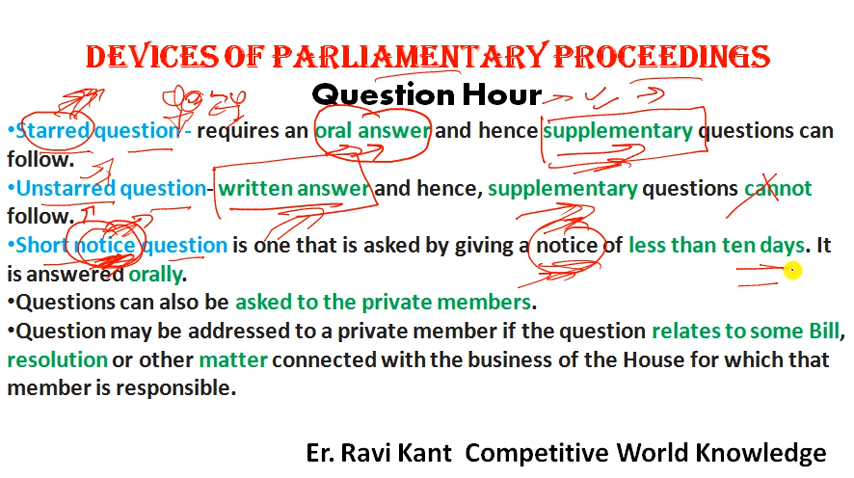 DEVICES OF PARLIAMENTARY PROCEEDINGS
Question Hour
•Starred question - requires an oral answer and hence supplementary questions can
follow.
•Unstarred question- written answer and hence, supplementary questions cannot
follow.
•Short notice question is one that is asked by giving a notice of less than ten days. It
is answered orally.
•Questions can also be asked to the private members.
•Question may be addressed to a private member if the question relates to some Bill,
resolution or other matter connected with the business of the House for which that
member is responsible.
Er. Ravi Kant  Competitive World Knowledge